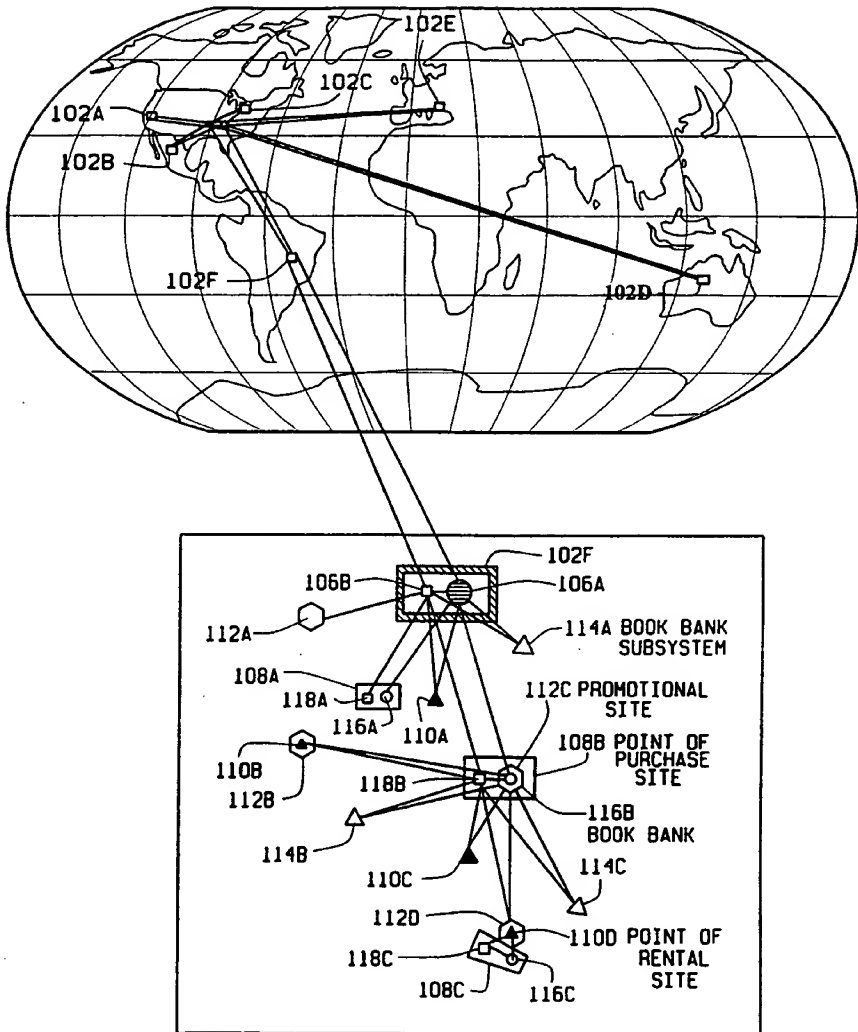 102E
102C
102A
102B
102F
102D
102F
106B
106A
112A
114A BOOK BANK
SUBSYSTEM
108A
118A
116A
110A
112C PROMOTIONAL
SITE
110B
112B
118B
108B POINT OF
PURCHASE
SITE
116B
BOOK BANK
114B
110C
114C
112D
110D POINT OF
RENTAL
SITE
118C
108C
116C